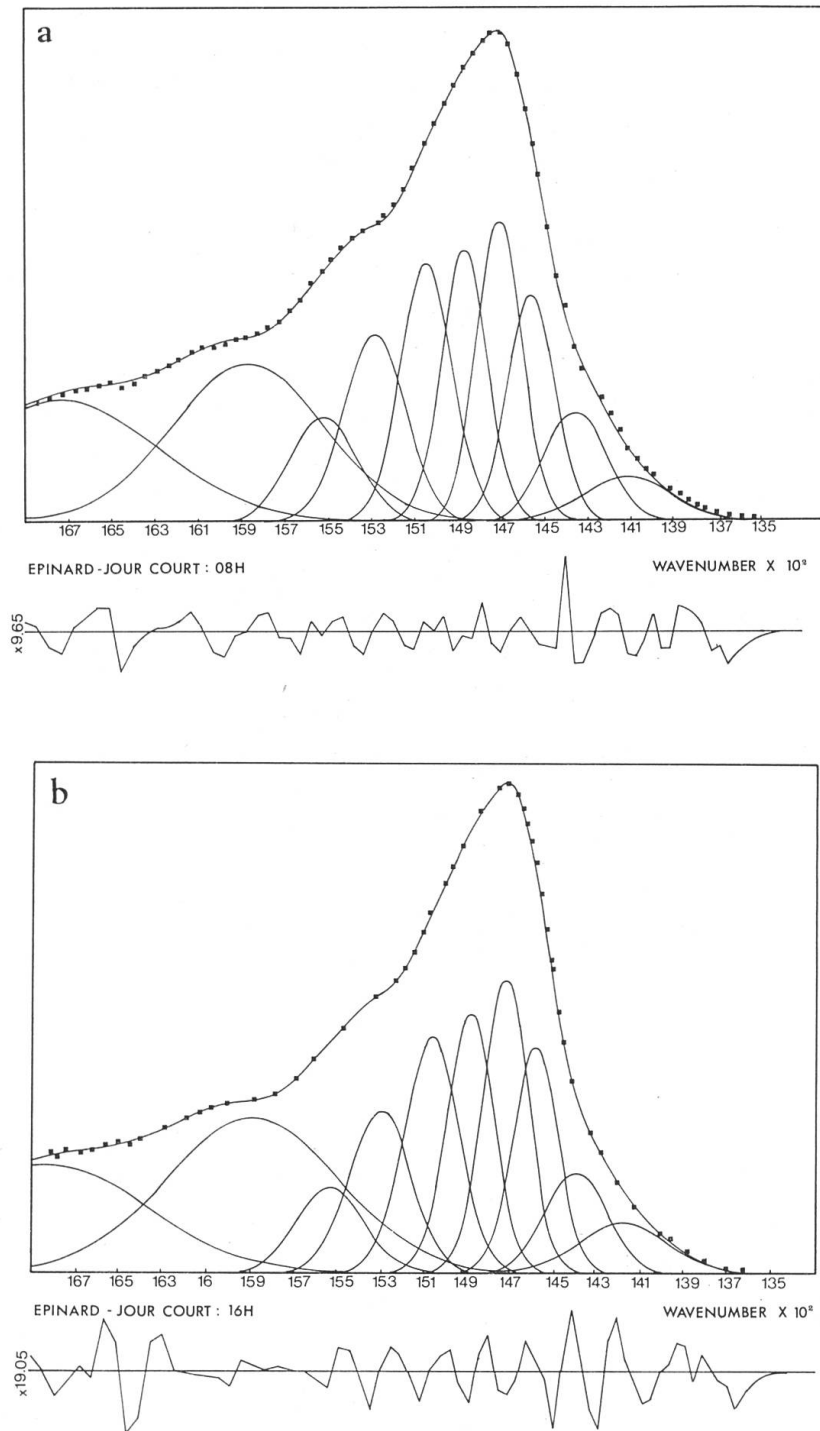 a
167 165 163 161 159 157 155 153 151 149 147 145 143 141 139 137 135
EPINARD - JOUR COURT : 08H WAVENUMBER X 10²
x9.65
b
167 165 163 16 159 157 155 153 151 149 147 145 143 141 139 137 135
EPINARD - JOUR COURT : 16H WAVENUMBER X 10²
x19.05